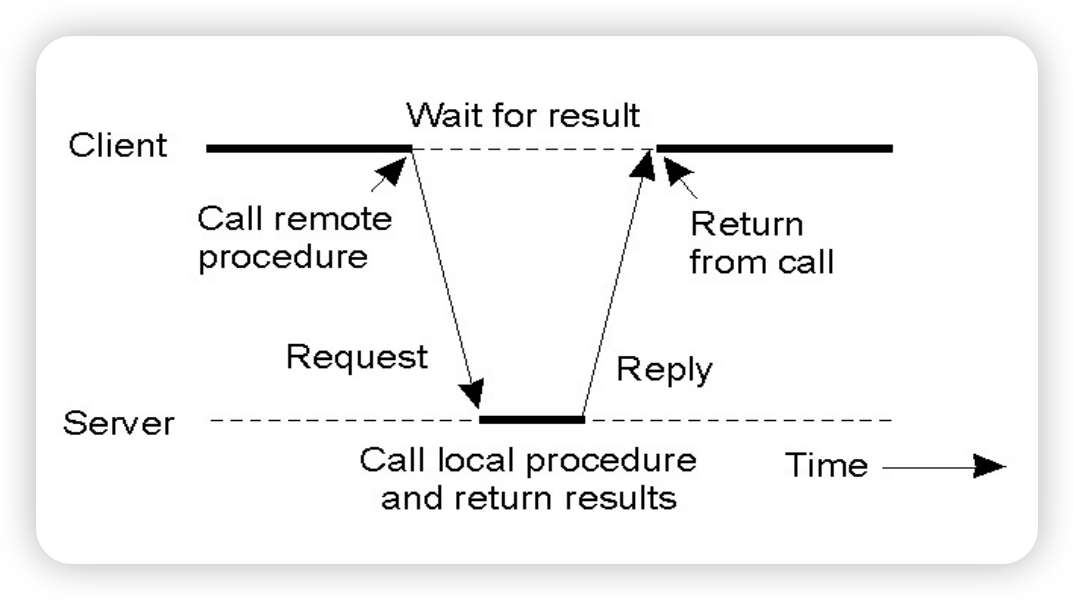 Wait for result
Client
Call remote
procedure
Return
from call
Request
Reply
Server
Call local procedure
and return results
Time